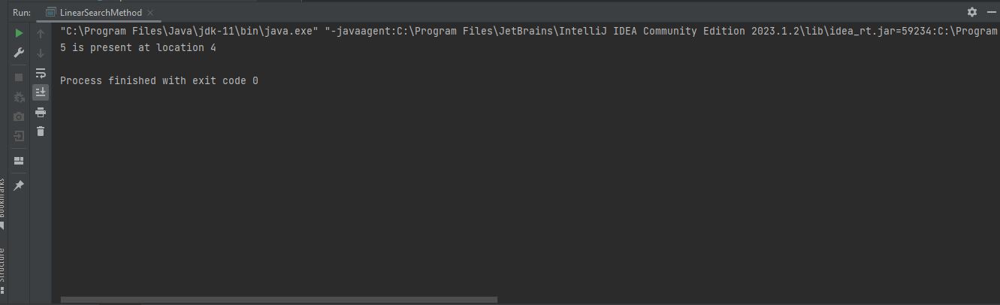 Run: LinearSearchMethod
"C:\Program Files\Java\jdk-11\bin\java.exe" "-javaagent:C:\Program Files\JetBrains\IntelliJ IDEA Community Edition 2023.1.2\lib\idea_rt.jar=59234:C:\Program
5 is present at location 4
Process finished with exit code 0
Bookmarks
Structure